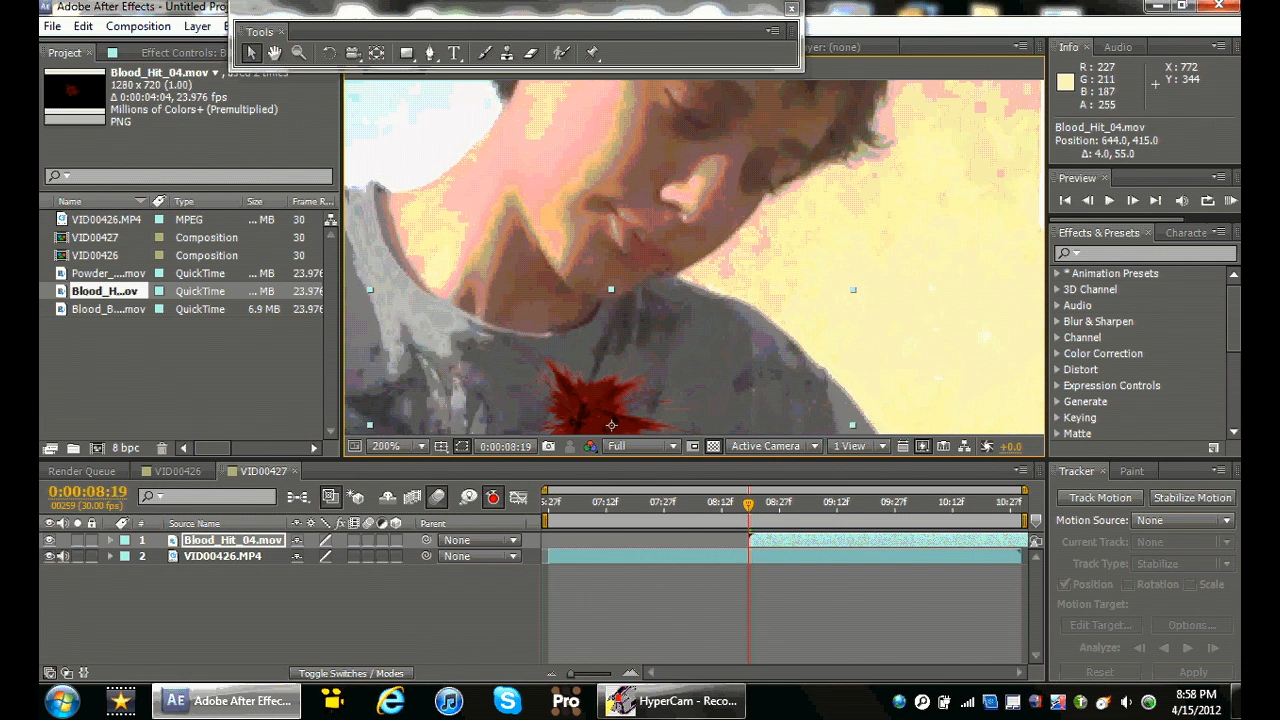 Adobe After Effects - Untitled Pro
File Edit Composition Layer
Tools
Project Effect Controls: B
ayer: (none)
Info Audio
Blood_Hit_04.mov , used 2 times
1280 x 720 (1.00)
Δ 0:00:04:04, 23.976 fps
Millions of Colors+ (Premultiplied)
PNG
R : 227
G : 211
B : 187
A : 255
X : 772
Y : 344
Blood_Hit_04.mov
Position: 644.0, 415.0
Δ: 4.0, 55.0
Preview
Name Type Size Frame R...
VID00426.MP4 MPEG ... MB 30
VID00427 Composition 30
VID00426 Composition 30
Powder_....mov QuickTime ... MB 23.976
Blood_H...ov QuickTime ... MB 23.976
Blood_B....mov QuickTime 6.9 MB 23.976
Effects & Presets Characte
* Animation Presets
3D Channel
Audio
Blur & Sharpen
Channel
Color Correction
Distort
Expression Controls
Generate
Keying
Matte
8 bpc
200% 0:00:08:19 Full Active Camera 1 View +0.0
Render Queue VID00426 VID00427
0:00:08:19
00259 (30.00 fps)
5:27f 07:12f 07:27f 08:12f 08:27f 09:12f 09:27f 10:12f 10:27f
# Source Name Parent
1 Blood_Hit_04.mov None
2 VID00426.MP4 None
Toggle Switches / Modes
Tracker Paint
Track Motion Stabilize Motion
Motion Source: None
Current Track: None
Track Type: Stabilize
Position Rotation Scale
Motion Target:
Edit Target... Options...
Analyze:
Reset Apply
AE Adobe After Effec...
Pro
HyperCam - Reco...
8:58 PM
4/15/2012